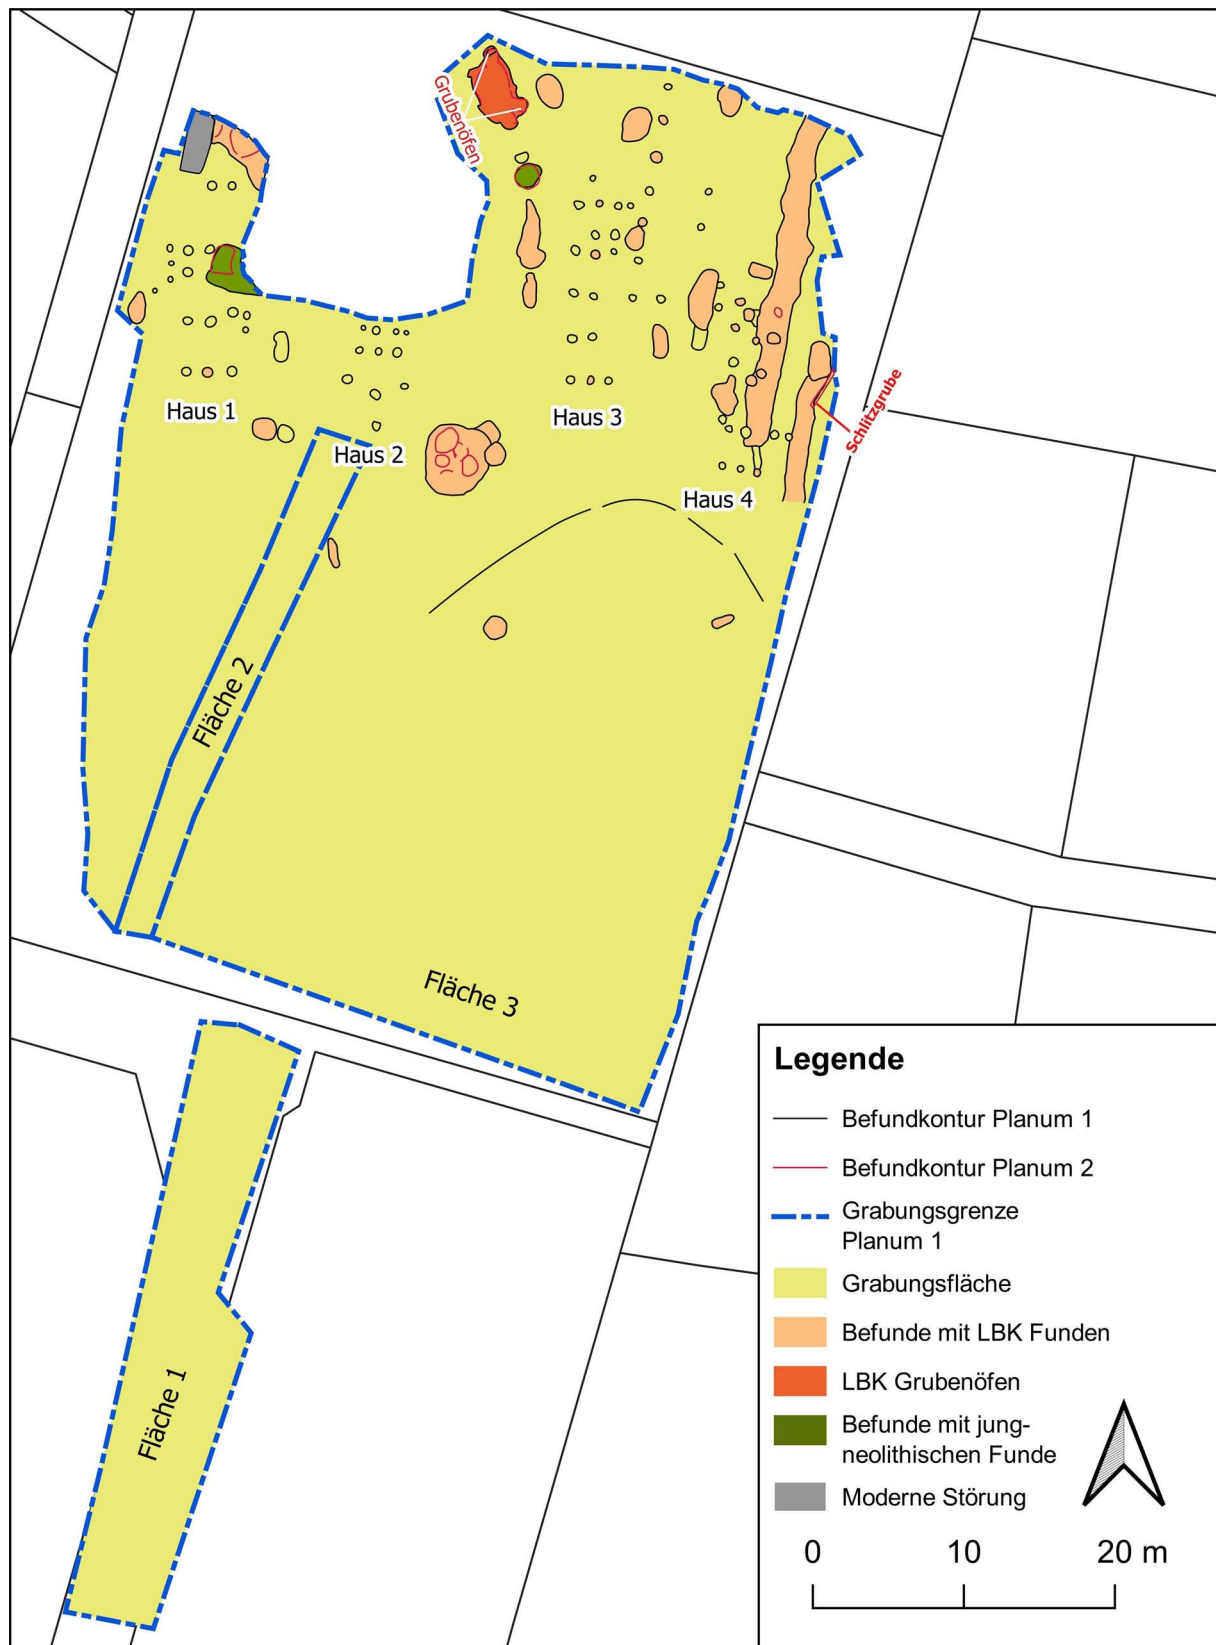 Grubenöfen
Haus 1
Haus 2
Haus 3
Haus 4
Schlitzgrube
Fläche 2
Fläche 3
Fläche 1
Legende
Befundkontur Planum 1
Befundkontur Planum 2
Grabungsgrenze
Planum 1
Grabungsfläche
Befunde mit LBK Funden
LBK Grubenöfen
Befunde mit jung-
neolithischen Funde
Moderne Störung
0 10 20 m